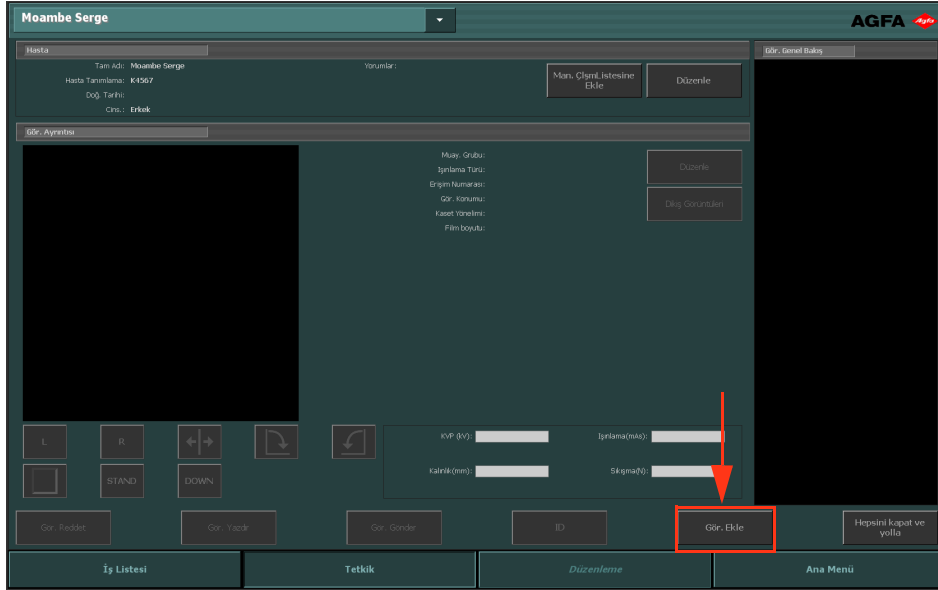 Moambe Serge
AGFA
Agfa
Hasta
Tam Adı: Moambe Serge
Yorumlar:
Hasta Tanımlama: K4567
Doğ. Tarihi:
Cins.: Erkek
Man. ÇlşmListesine
Ekle
Düzenle
Gör. Genel Bakış
Gör. Ayrıntısı
Muay. Grubu:
Işınlama Türü:
Erişim Numarası:
Gör. Konumu:
Kaset Yönelimi:
Film boyutu:
Düzenle
Dikiş Görüntüleri
L
R
STAND
DOWN
KVP (kV):
Işınlama(mAs):
Kalınlık(mm):
Sıkışma(N):
Gör. Reddet
Gör. Yazdır
Gör. Gönder
ID
Gör. Ekle
Hepsini kapat ve
yolla
İş Listesi
Tetkik
Düzenleme
Ana Menü